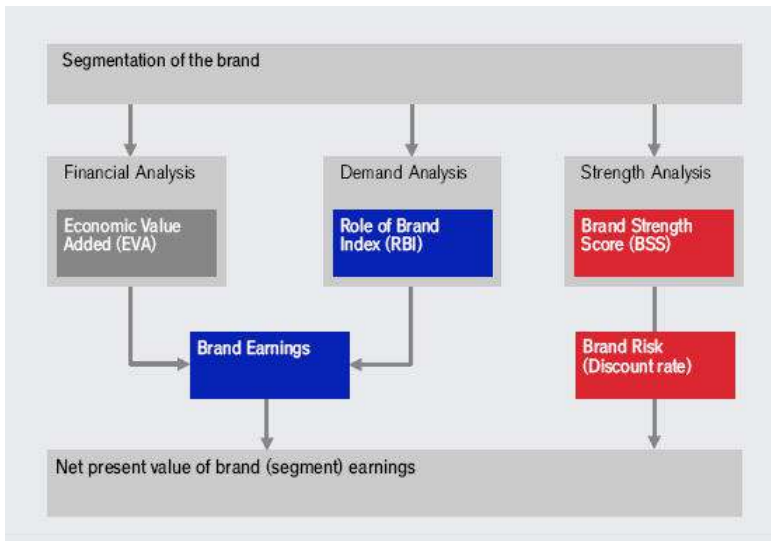 Segmentation of the brand
Financial Analysis
Economic Value
Added (EVA)
Demand Analysis
Role of Brand
Index (RBI)
Strength Analysis
Brand Strength
Score (BSS)
Brand Earnings
Brand Risk
(Discount rate)
Net present value of brand (segment) earnings